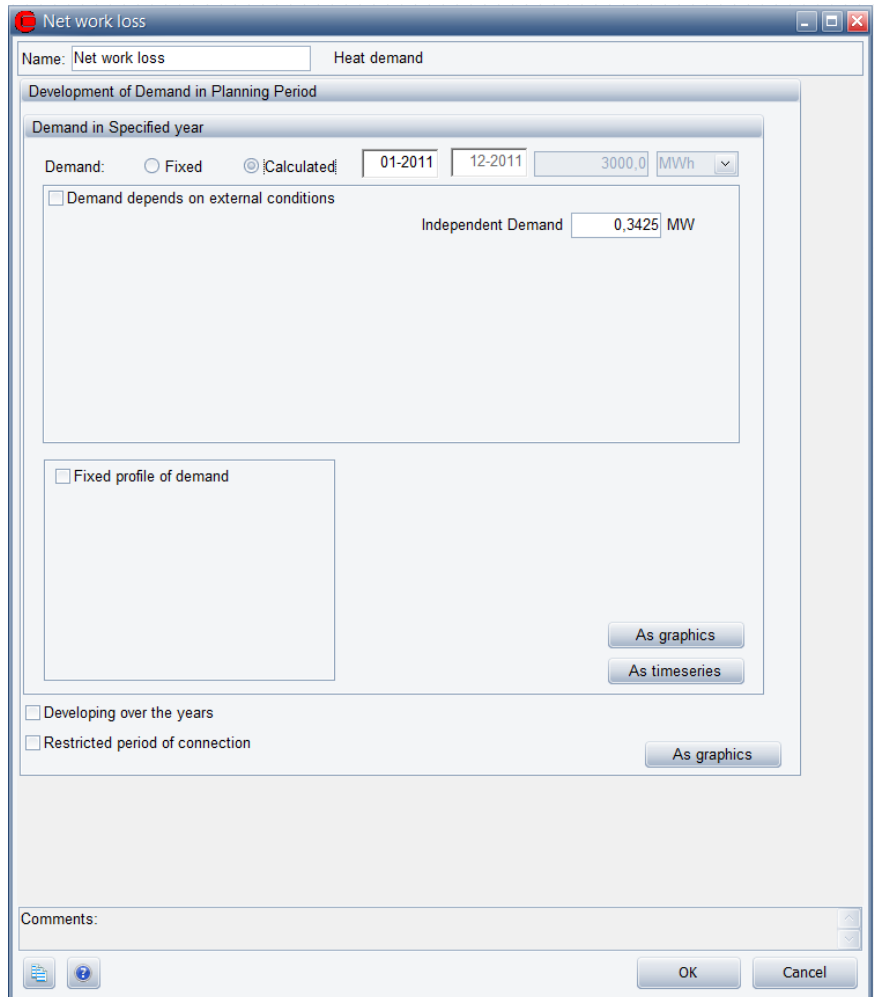 Net work loss
Name: Net work loss Heat demand
Development of Demand in Planning Period
Demand in Specified year
Demand: Fixed Calculated 01-2011 12-2011 3000,0 MWh
Demand depends on external conditions
Independent Demand 0,3425 MW
Fixed profile of demand
As graphics
As timeseries
Developing over the years
Restricted period of connection
As graphics
Comments:
OK Cancel